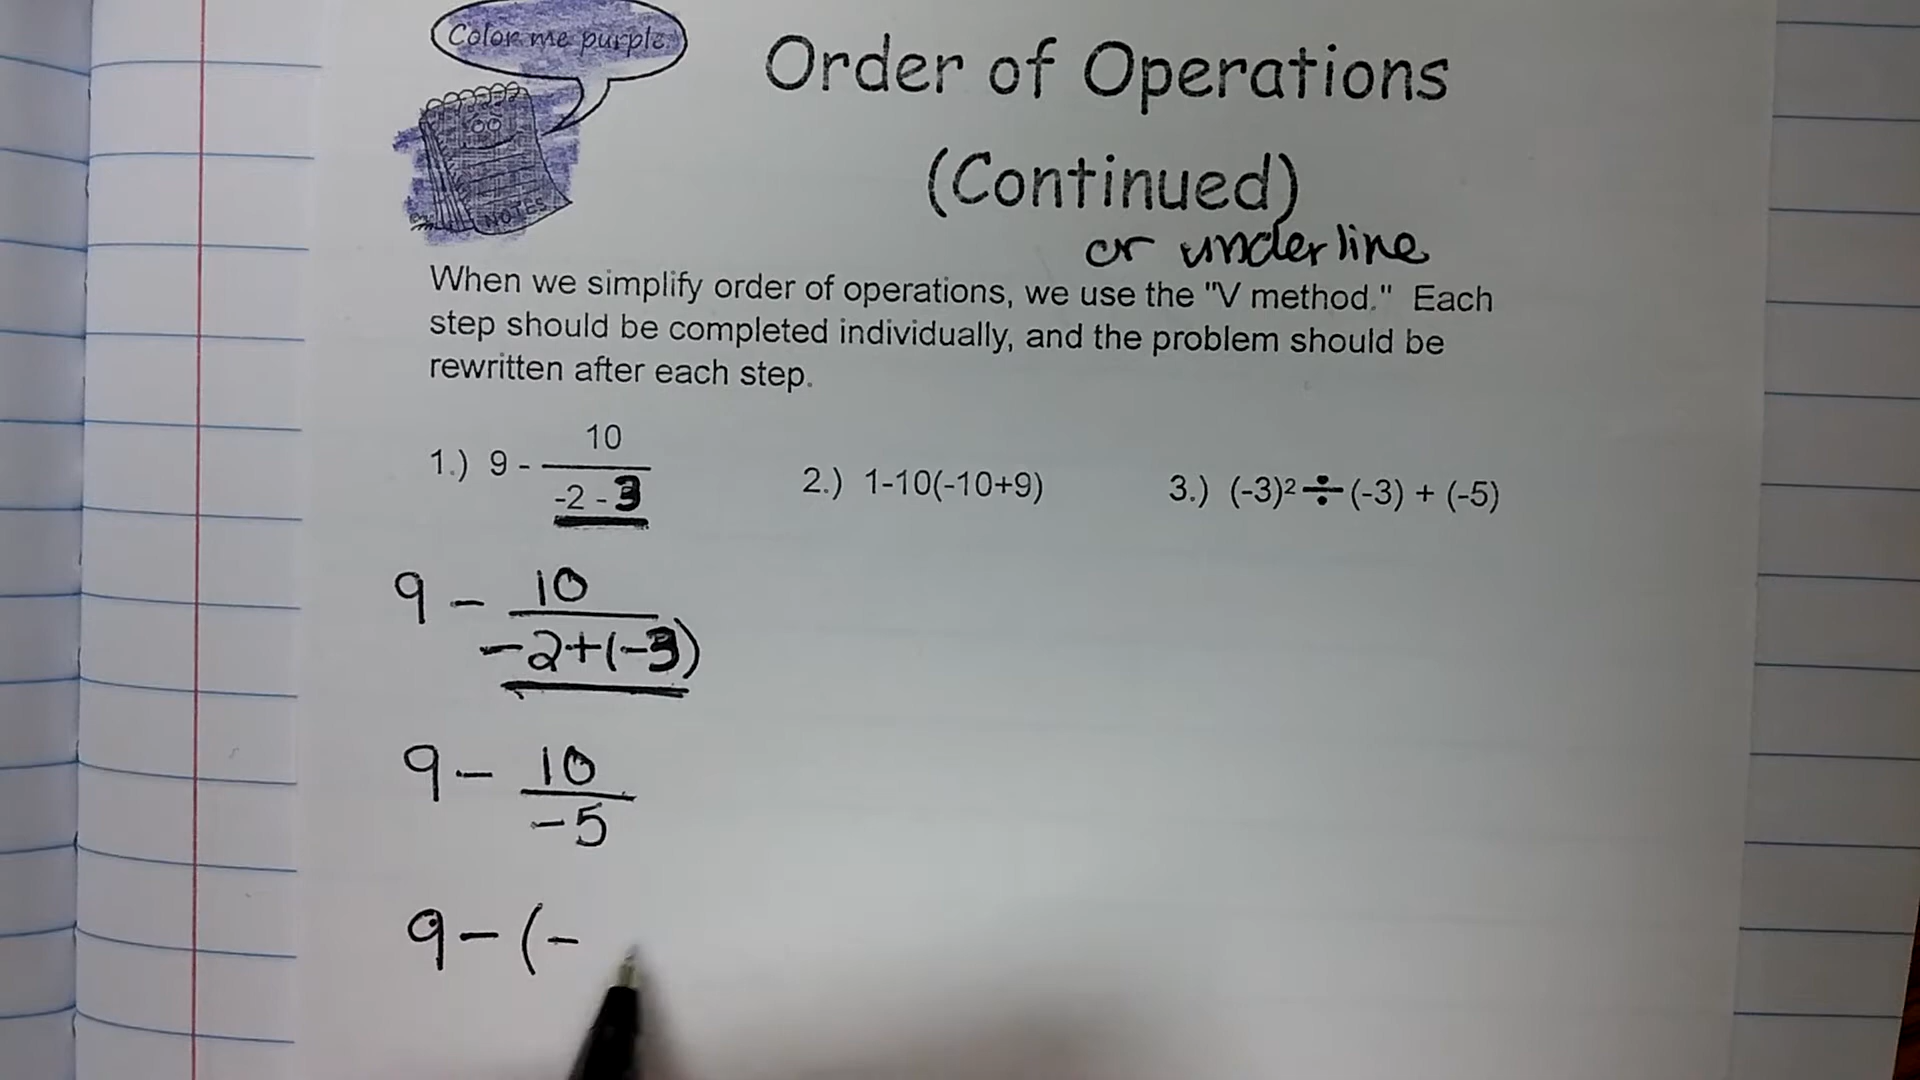 Color me purple
NOTES
Order of Operations
(Continued)
or underline
When we simplify order of operations, we use the "V method." Each
step should be completed individually, and the problem should be
rewritten after each step.
1.) 9 - 10
-2 - 3
2.) 1-10(-10+9)
3.) (-3)² ÷ (-3) + (-5)
9 - 10
-2+(-3)
9 - 10
-5
9 - (-